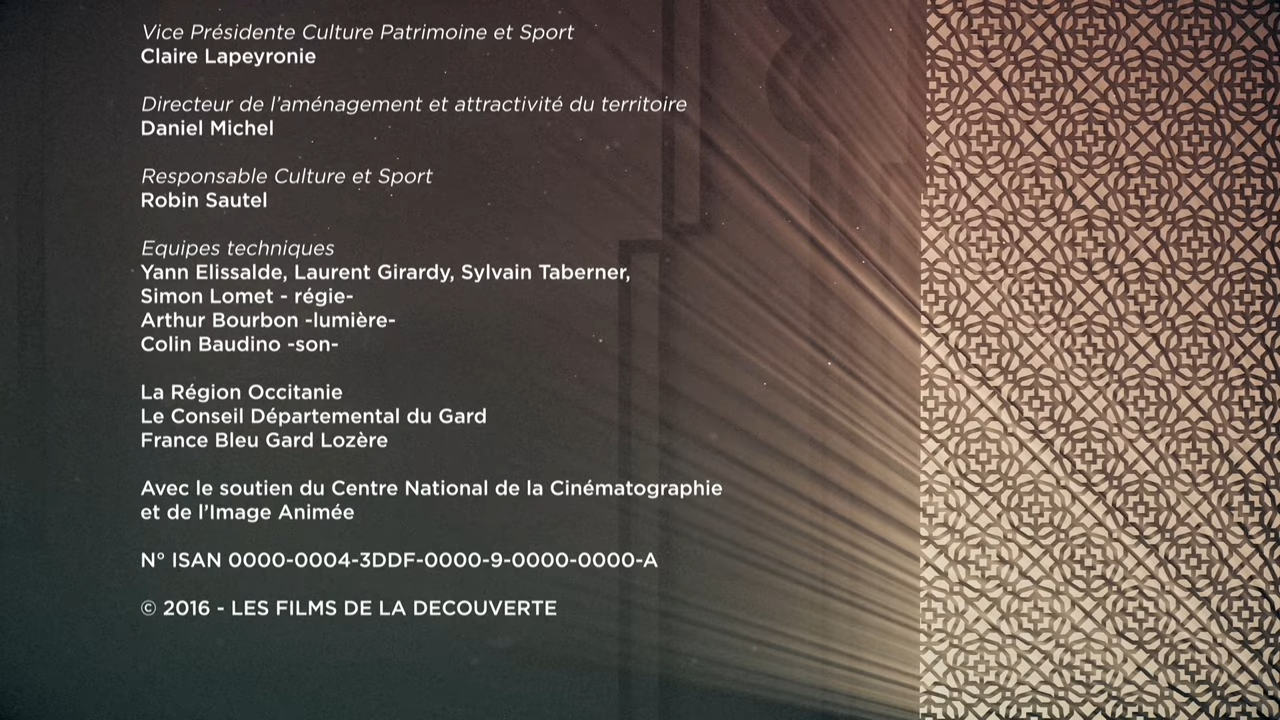 Vice Présidente Culture Patrimoine et Sport
Claire Lapeyronie
Directeur de l'aménagement et attractivité du territoire
Daniel Michel
Responsable Culture et Sport
Robin Sautel
Equipes techniques
Yann Elissalde, Laurent Girardy, Sylvain Taberner,
Simon Lomet - régie-
Arthur Bourbon -lumière-
Colin Baudino -son-
La Région Occitanie
Le Conseil Départemental du Gard
France Bleu Gard Lozère
Avec le soutien du Centre National de la Cinématographie
et de l'Image Animée
N° ISAN 0000-0004-3DDF-0000-9-0000-0000-A
© 2016 - LES FILMS DE LA DECOUVERTE